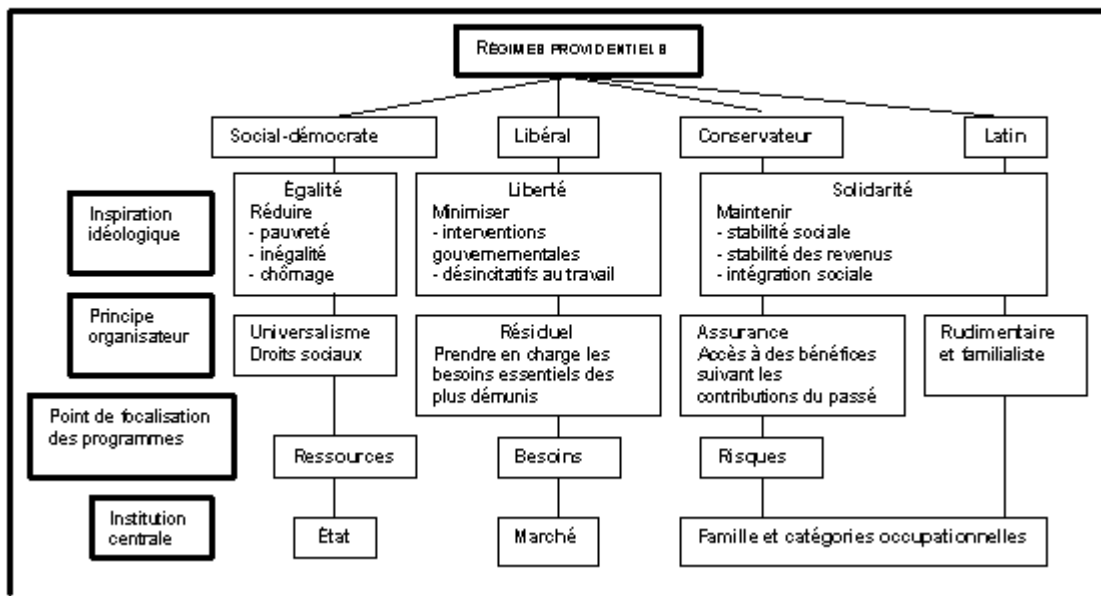 RÉGIMES PROVIDENTIELS
Social-démocrate
Libéral
Conservateur
Latin
Inspiration
idéologique
Égalité
Réduire
- pauvreté
- inégalité
- chômage
Liberté
Minimiser
- interventions
gouvernementales
- désincitatifs au travail
Solidarité
Maintenir
- stabilité sociale
- stabilité des revenus
- intégration sociale
Principe
organisateur
Universalisme
Droits sociaux
Résiduel
Prendre en charge les
besoins essentiels des
plus démunis
Assurance
Accès à des bénéfices
suivant les
contributions du passé
Rudimentaire
et familialiste
Point de focalisation
des programmes
Ressources
Besoins
Risques
Institution
centrale
État
Marché
Famille et catégories occupationnelles